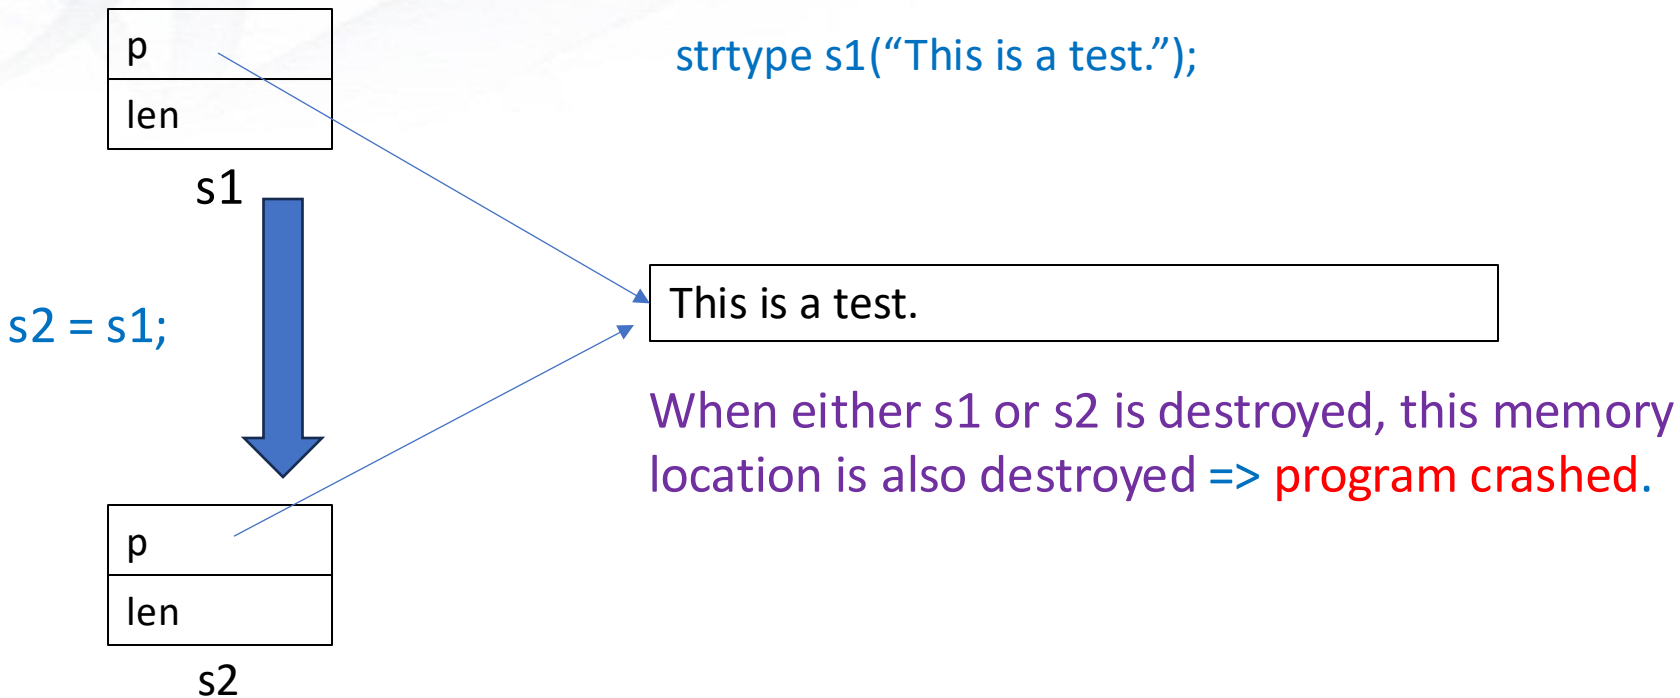 p
len
s1
strtype s1(“This is a test.”);
s2 = s1;
This is a test.
When either s1 or s2 is destroyed, this memory
location is also destroyed => program crashed.
p
len
s2